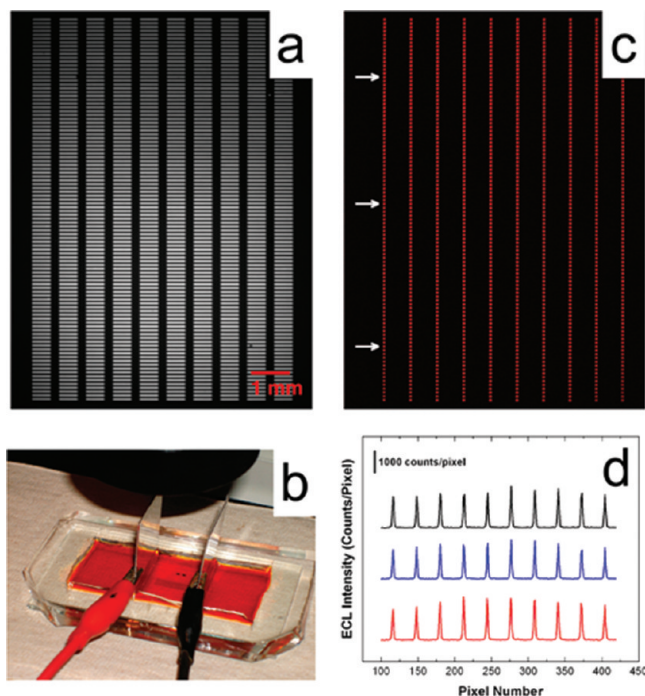 a
1 mm
c
b
d
1000 counts/pixel
ECL Intensity (Counts/Pixel)
100 150 200 250 300 350 400 450
Pixel Number